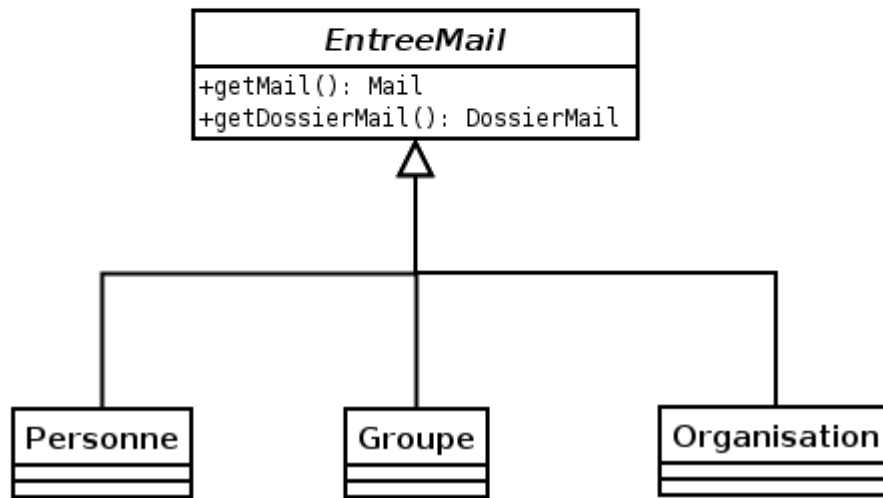 EntreeMail
+getMail(): Mail
+getDossierMail(): DossierMail
Personne
Groupe
Organisation